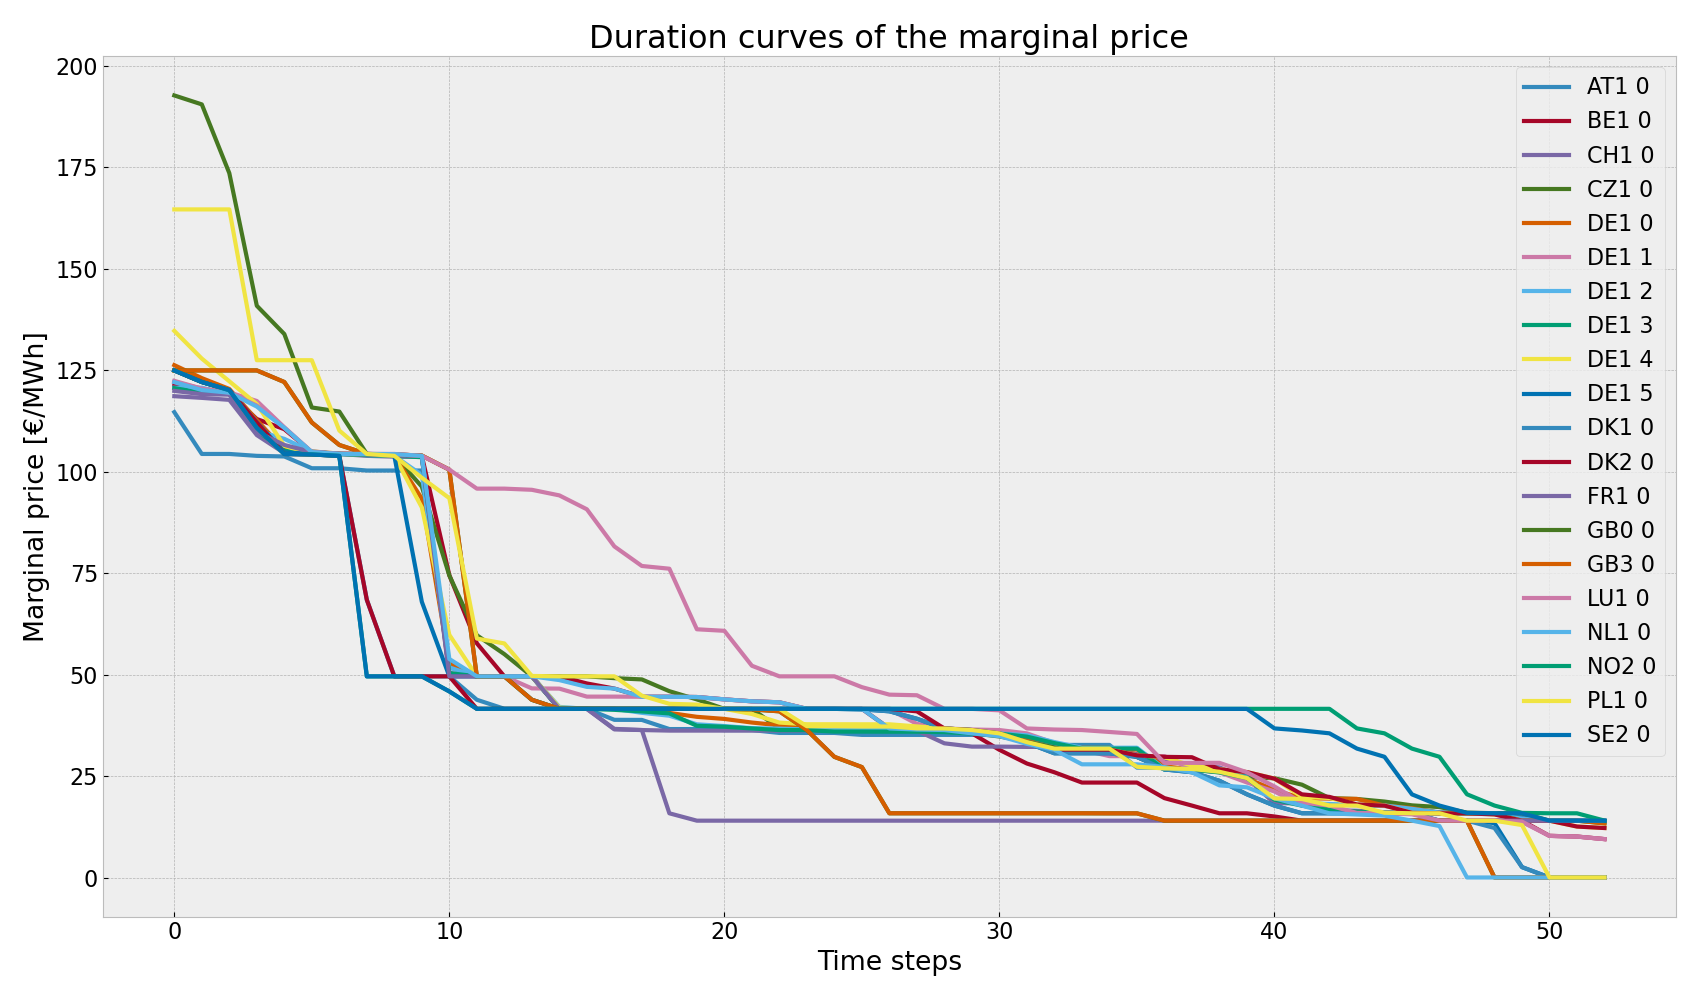 Duration curves of the marginal price
Marginal price [€/MWh]
200
175
150
125
100
75
50
25
0
0 10 20 30 40 50
Time steps
AT1 0
BE1 0
CH1 0
CZ1 0
DE1 0
DE1 1
DE1 2
DE1 3
DE1 4
DE1 5
DK1 0
DK2 0
FR1 0
GB0 0
GB3 0
LU1 0
NL1 0
NO2 0
PL1 0
SE2 0